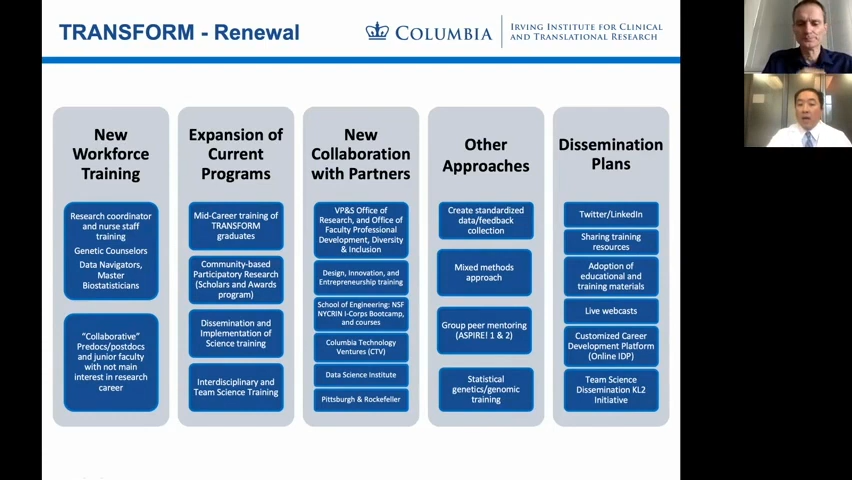 TRANSFORM - Renewal
COLUMBIA
IRVING INSTITUTE FOR CLINICAL
AND TRANSLATIONAL RESEARCH
New
Workforce
Training
Research coordinator
and nurse staff
training
Genetic Counselors
Data Navigators,
Master
Biostatisticians
"Collaborative"
Predocs/postdocs
and junior faculty
with not main
interest in research
career
Expansion of
Current
Programs
Mid-Career training of
TRANSFORM
graduates
Community-based
Participatory Research
(Scholars and Awards
program)
Dissemination and
Implementation of
Science training
Interdisciplinary and
Team Science Training
New
Collaboration
with Partners
VP&S Office of
Research, and Office of
Faculty Professional
Development, Diversity
& Inclusion
Design, Innovation, and
Entrepreneurship training
School of Engineering: NSF
NYCRIN I-Corps Bootcamp,
and courses
Columbia Technology
Ventures (CTV)
Data Science Institute
Pittsburgh & Rockefeller
Other
Approaches
Create standardized
data/feedback
collection
Mixed methods
approach
Group peer mentoring
(ASPIRE! 1 & 2)
Statistical
genetics/genomic
training
Dissemination
Plans
Twitter/LinkedIn
Sharing training
resources
Adoption of
educational and
training materials
Live webcasts
Customized Career
Development Platform
(Online IDP)
Team Science
Dissemination KL2
Initiative